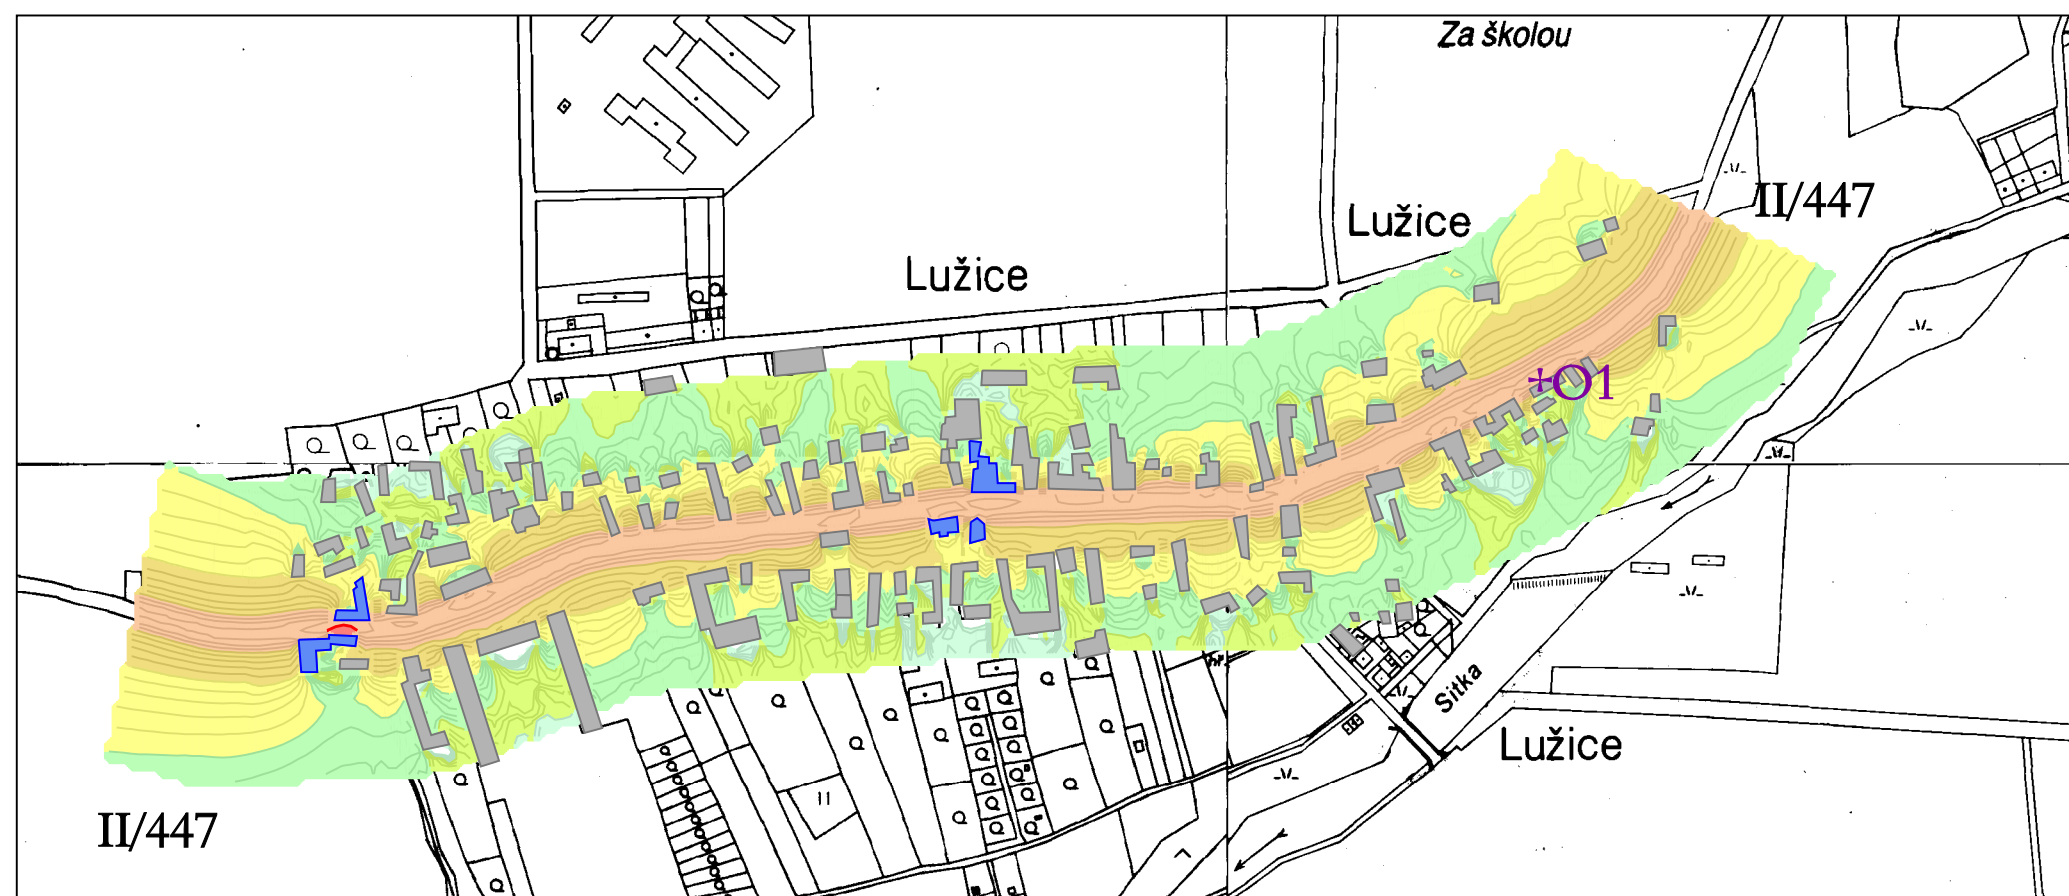 Za školou
II/447
Lužice
Lužice
O1
Sitka
Lužice
II/447